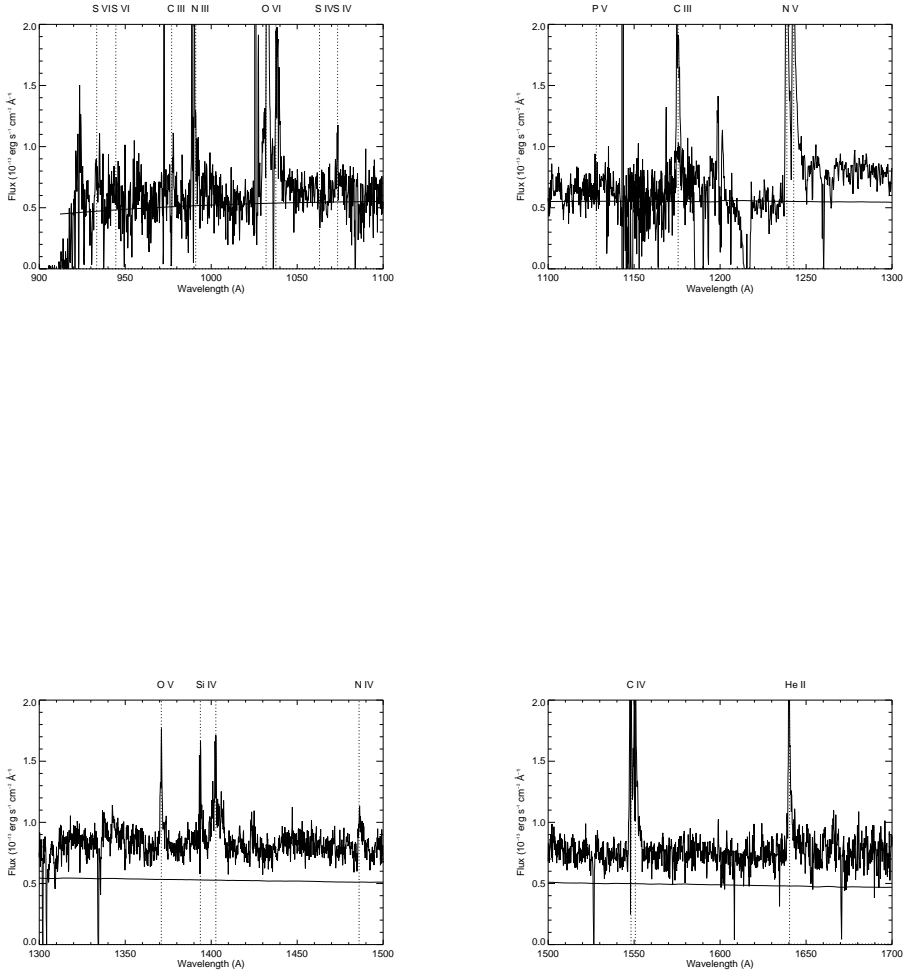 S VI S VI C III N III O VI S IV S IV
2.0
1.5
1.0
0.5
0.0
Flux (10⁻¹³ erg s⁻¹ cm⁻² Å⁻¹)
900 950 1000 1050 1100
Wavelength (A)
P V C III N V
2.0
1.5
1.0
0.5
0.0
Flux (10⁻¹³ erg s⁻¹ cm⁻² Å⁻¹)
1100 1150 1200 1250 1300
Wavelength (A)
O V Si IV N IV
2.0
1.5
1.0
0.5
0.0
Flux (10⁻¹³ erg s⁻¹ cm⁻² Å⁻¹)
1300 1350 1400 1450 1500
Wavelength (A)
C IV He II
2.0
1.5
1.0
0.5
0.0
Flux (10⁻¹³ erg s⁻¹ cm⁻² Å⁻¹)
1500 1550 1600 1650 1700
Wavelength (A)